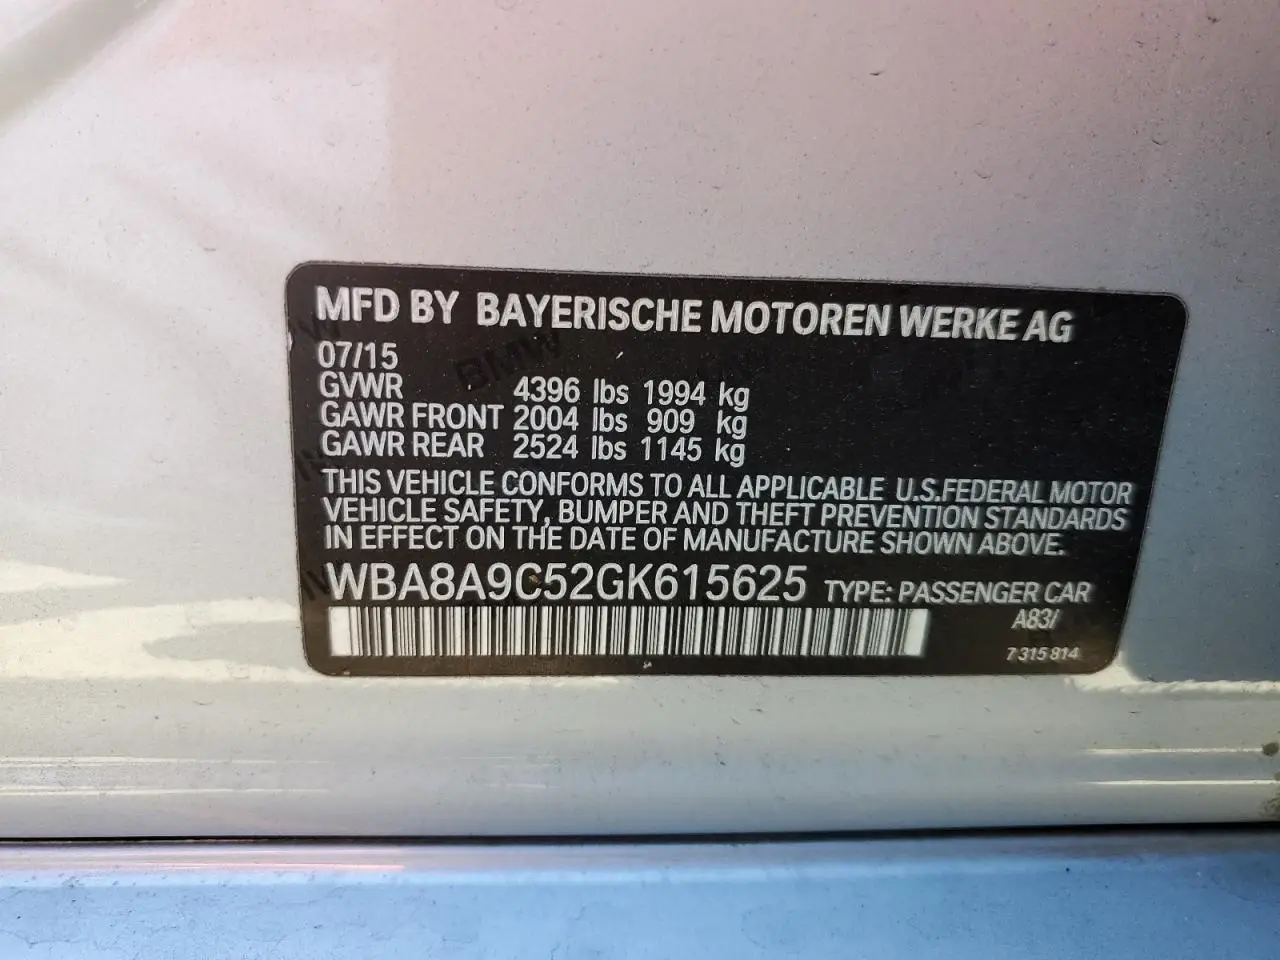 MFD BY BAYERISCHE MOTOREN WERKE AG
07/15
GVWR 4396 lbs 1994 kg
GAWR FRONT 2004 lbs 909 kg
GAWR REAR 2524 lbs 1145 kg
THIS VEHICLE CONFORMS TO ALL APPLICABLE U.S.FEDERAL MOTOR
VEHICLE SAFETY, BUMPER AND THEFT PREVENTION STANDARDS
IN EFFECT ON THE DATE OF MANUFACTURE SHOWN ABOVE.
WBA8A9C52GK615625 TYPE: PASSENGER CAR
A83/
7 315 814